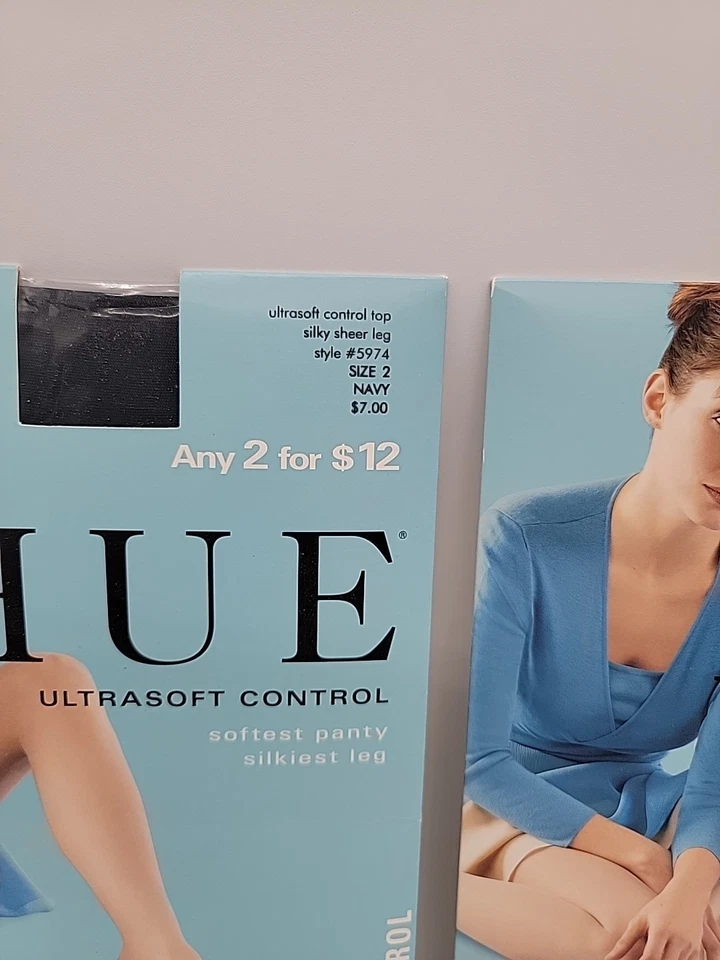 ultrasoft control top
silky sheer leg
style #5974
SIZE 2
NAVY
$7.00
Any 2 for $12
HUE®
ULTRASOFT CONTROL
softest panty
silkiest leg
ROL